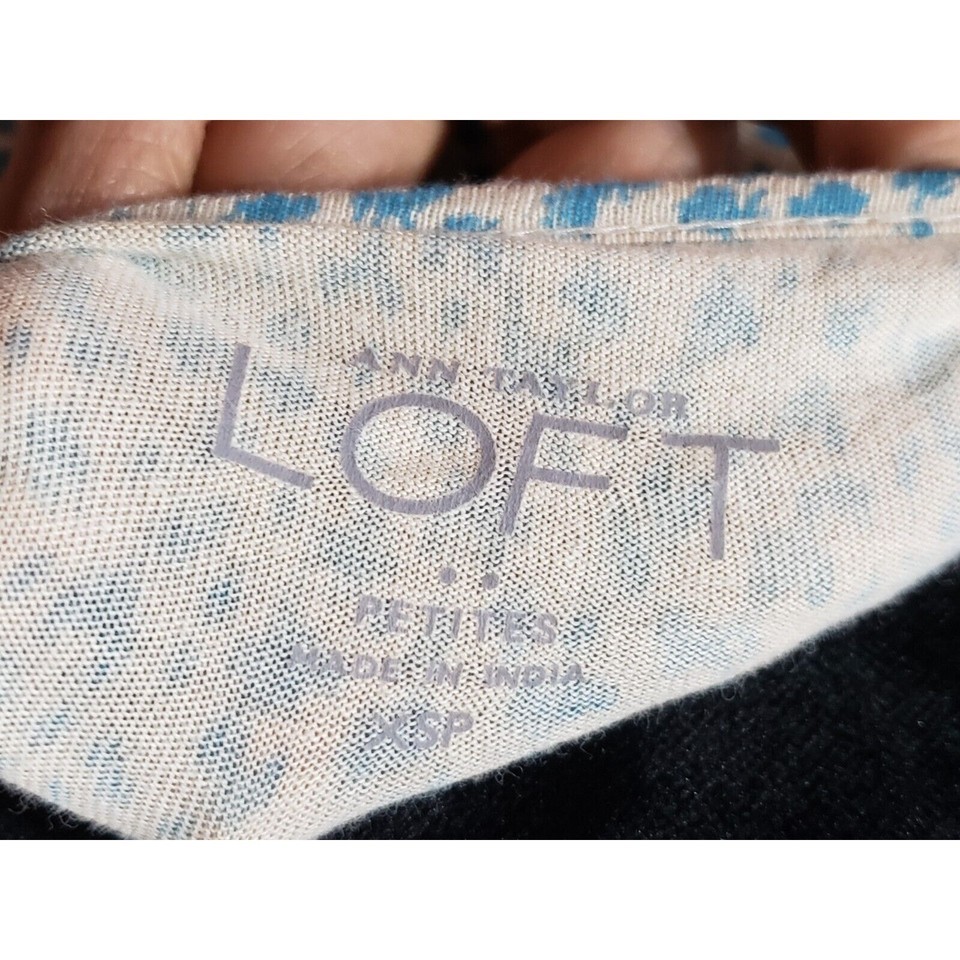 ANN TAYLOR
LOFT
PETITES
MADE IN INDIA
XSP